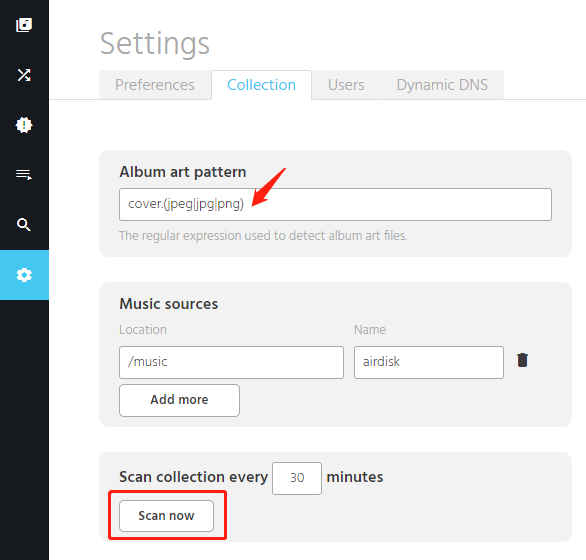 Settings
Preferences Collection Users Dynamic DNS
Album art pattern
cover.(jpeg|jpg|png)
The regular expression used to detect album art files.
Music sources
Location Name
/music airdisk
Add more
Scan collection every 30 minutes
Scan now